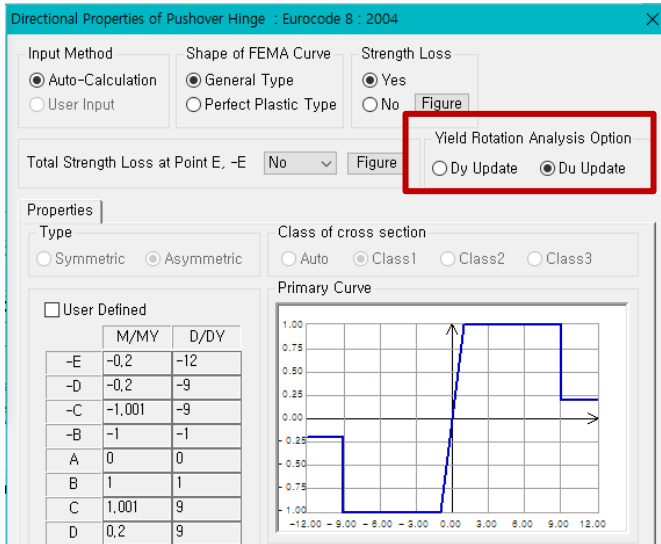 Directional Properties of Pushover Hinge : Eurocode 8 : 2004
Input Method
Auto-Calculation
User Input
Shape of FEMA Curve
General Type
Perfect Plastic Type
Strength Loss
Yes
No Figure
Total Strength Loss at Point E, -E No Figure
Yield Rotation Analysis Option
Dy Update Du Update
Properties
Type
Symmetric Asymmetric
Class of cross section
Auto Class1 Class2 Class3
User Defined
M/MY D/DY
-E -0,2 -12
-D -0,2 -9
-C -1,001 -9
-B -1 -1
A 0 0
B 1 1
C 1,001 9
D 0,2 9
Primary Curve
1.00
0.75
0.50
0.25
0.00
- 0.25
- 0.50
- 0.75
- 1.00
-12.00 - 9.00 - 6.00 - 3.00 0.00 3.00 6.00 9.00 12.00